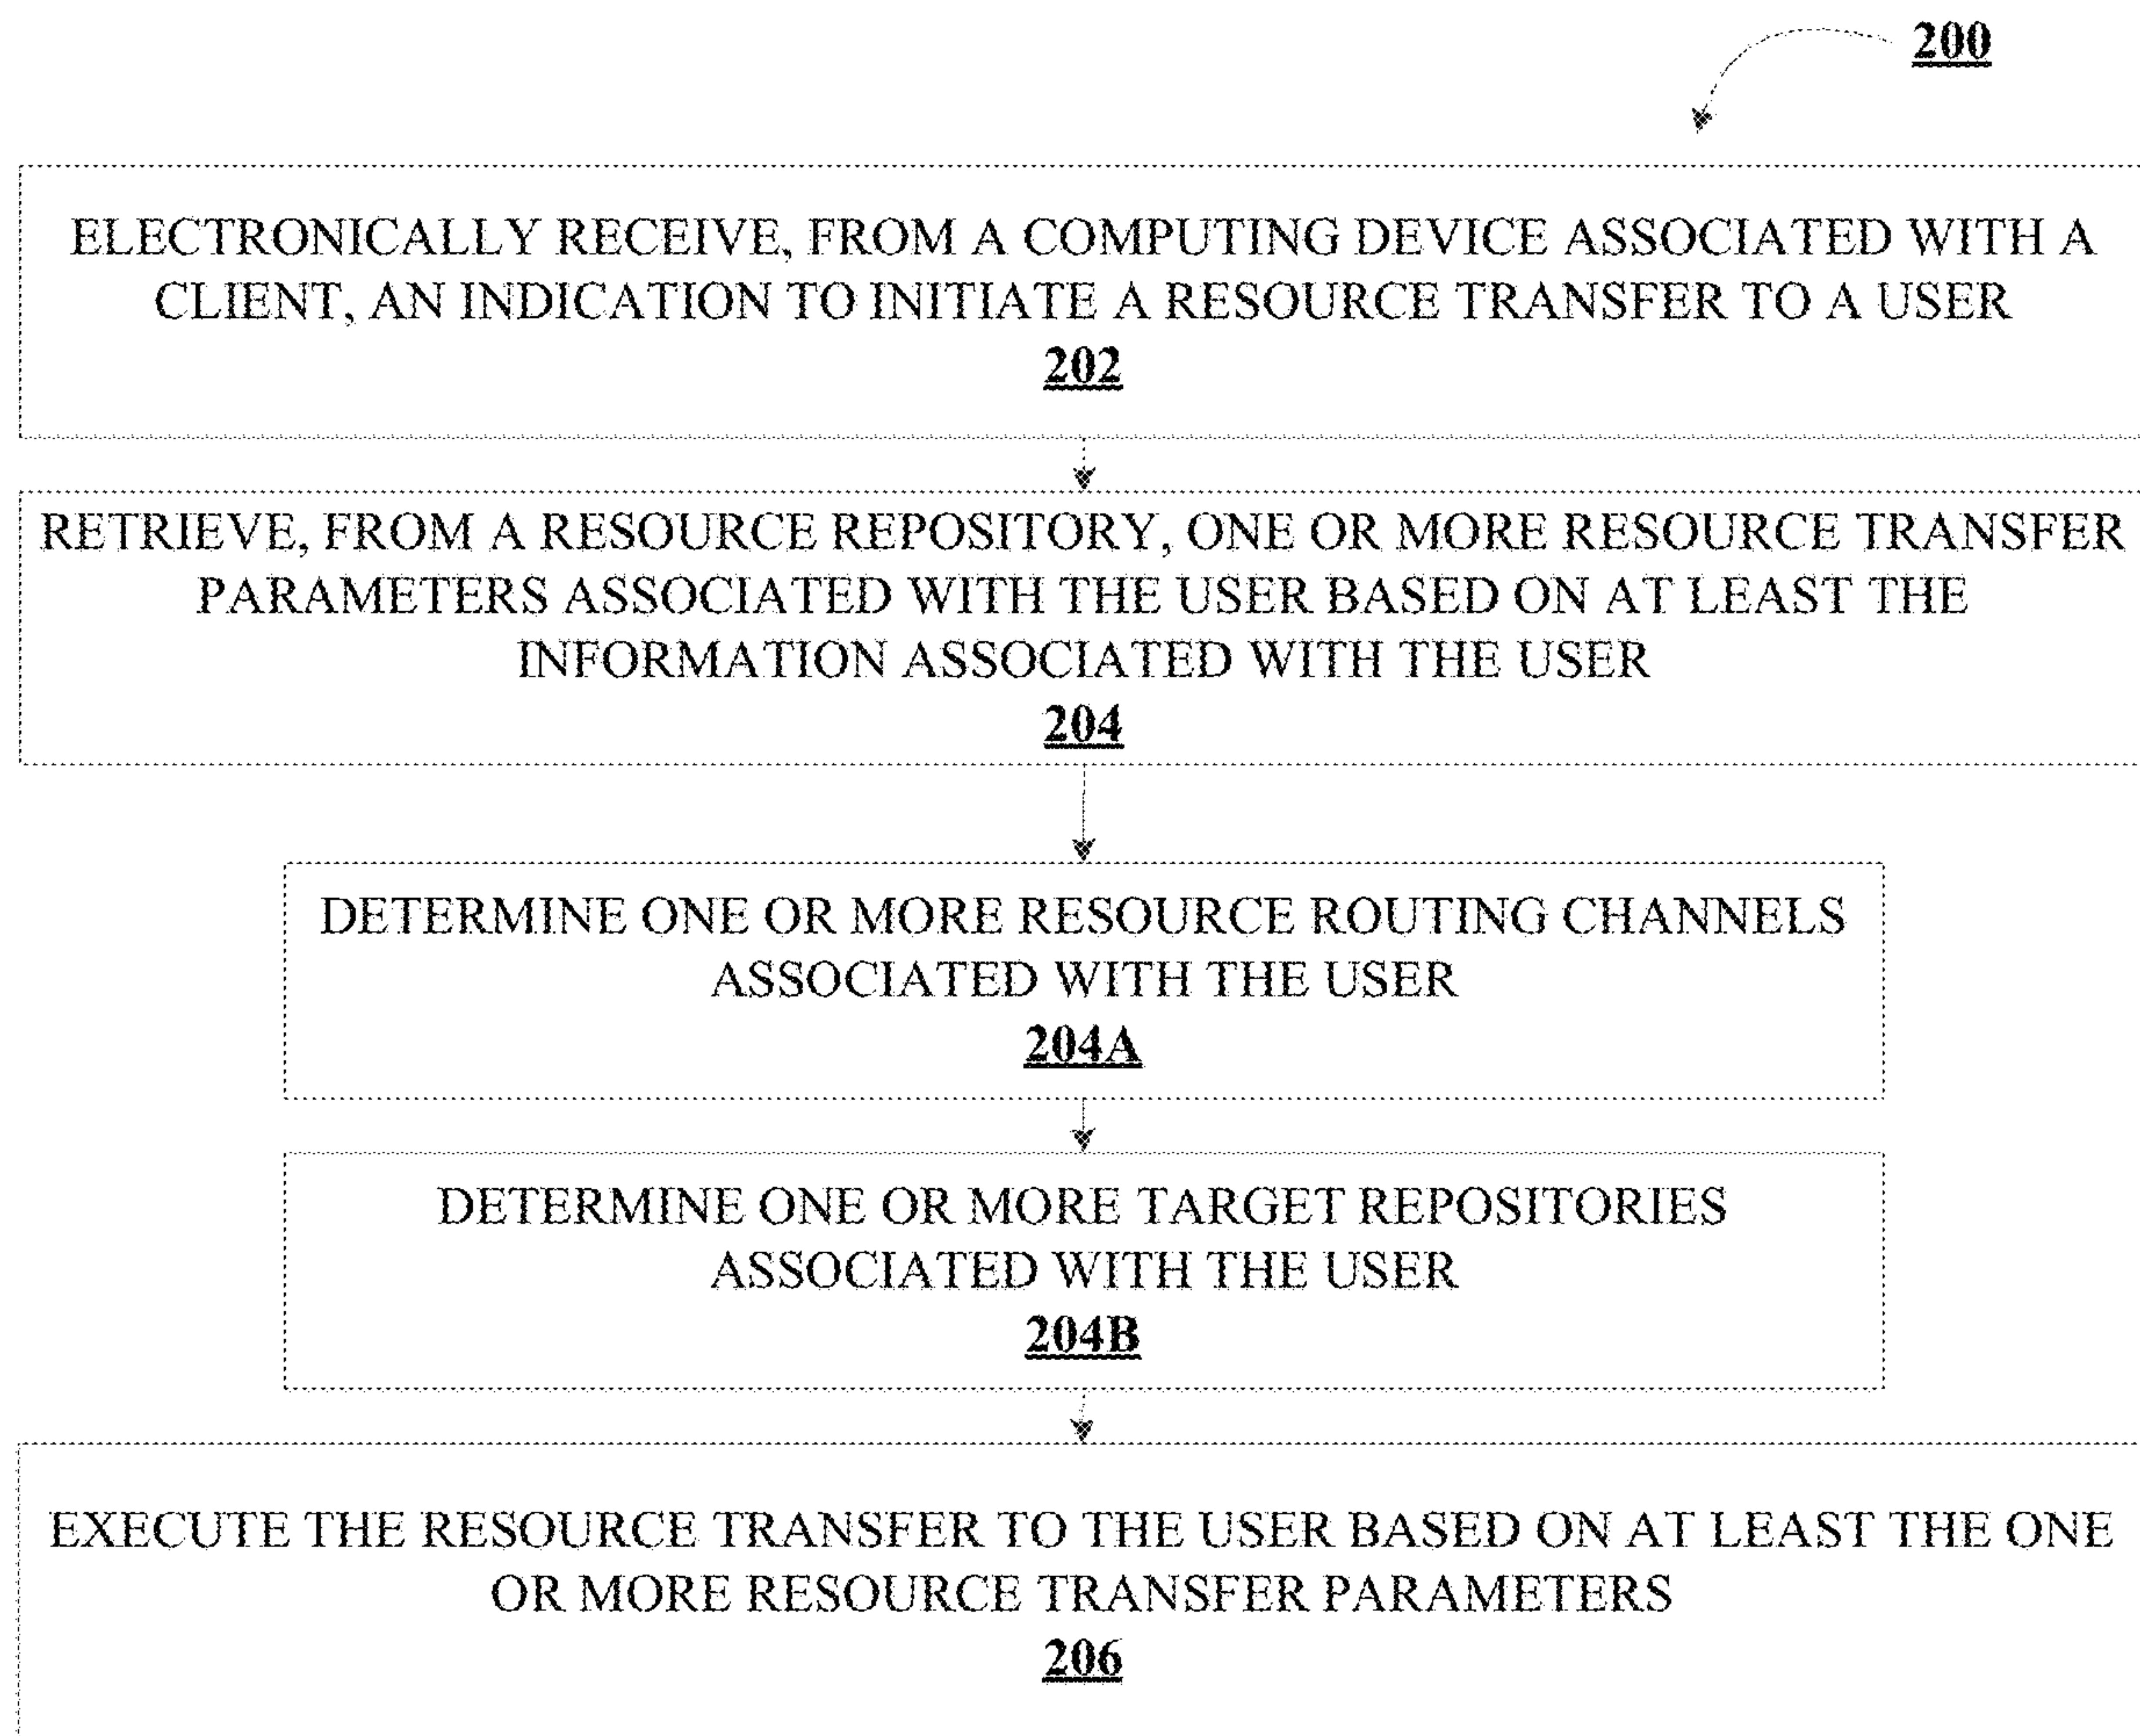 200
ELECTRONICALLY RECEIVE, FROM A COMPUTING DEVICE ASSOCIATED WITH A
CLIENT, AN INDICATION TO INITIATE A RESOURCE TRANSFER TO A USER
202
RETRIEVE, FROM A RESOURCE REPOSITORY, ONE OR MORE RESOURCE TRANSFER
PARAMETERS ASSOCIATED WITH THE USER BASED ON AT LEAST THE
INFORMATION ASSOCIATED WITH THE USER
204
DETERMINE ONE OR MORE RESOURCE ROUTING CHANNELS
ASSOCIATED WITH THE USER
204A
DETERMINE ONE OR MORE TARGET REPOSITORIES
ASSOCIATED WITH THE USER
204B
EXECUTE THE RESOURCE TRANSFER TO THE USER BASED ON AT LEAST THE ONE
OR MORE RESOURCE TRANSFER PARAMETERS
206